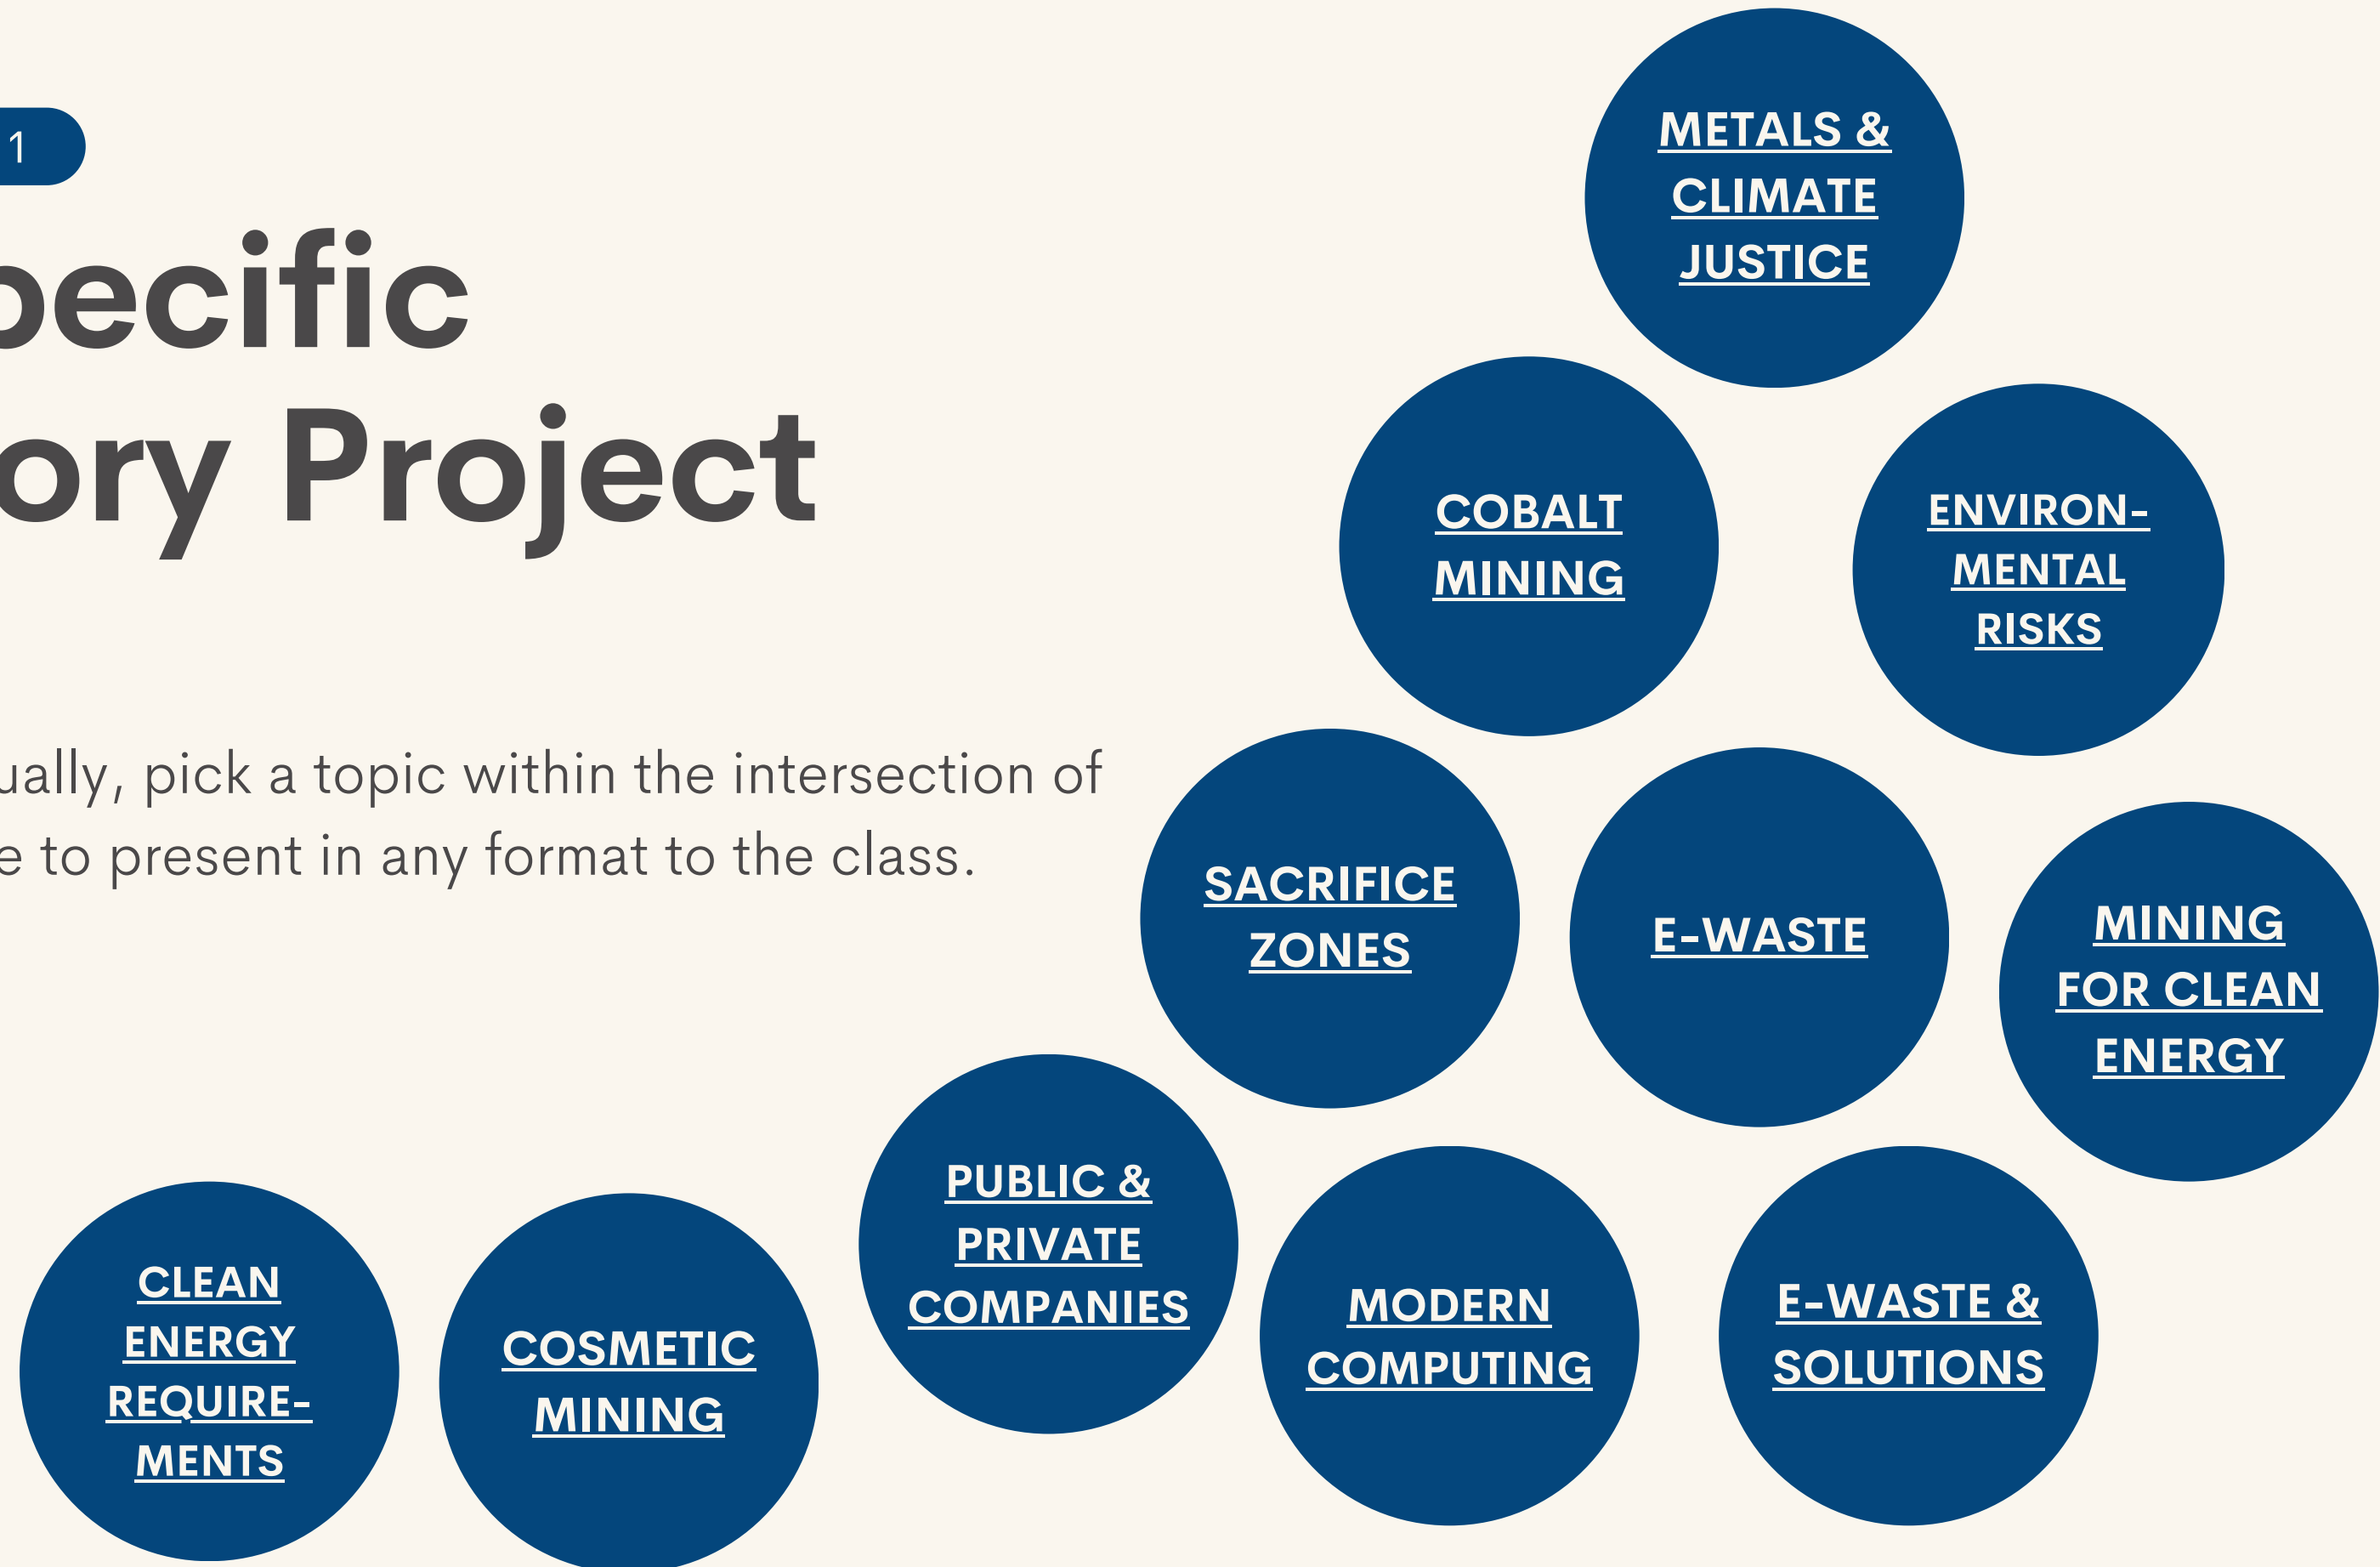 1
pecific
ory Project
ually, pick a topic within the intersection of
e to present in any format to the class.
METALS &
CLIMATE
JUSTICE
COBALT
MINING
ENVIRON-
MENTAL
RISKS
SACRIFICE
ZONES
E-WASTE
MINING
FOR CLEAN
ENERGY
PUBLIC &
PRIVATE
COMPANIES
MODERN
COMPUTING
E-WASTE &
SOLUTIONS
CLEAN
ENERGY
REQUIRE-
MENTS
COSMETIC
MINING